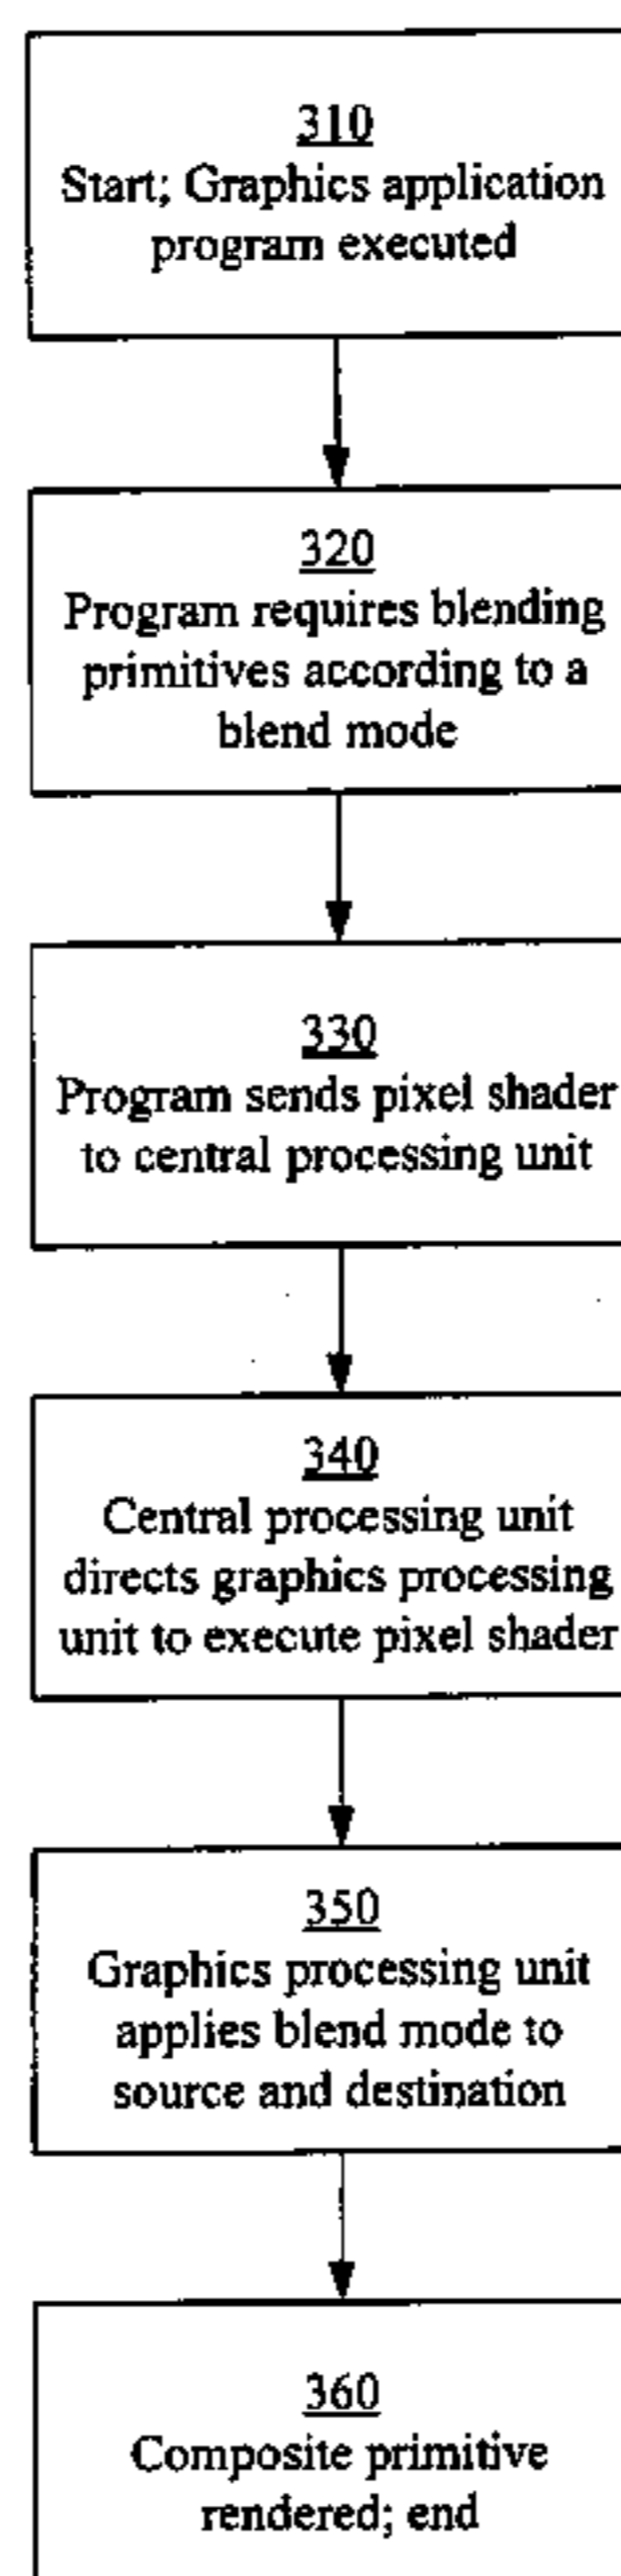 310
Start; Graphics application
program executed
320
Program requires blending
primitives according to a
blend mode
330
Program sends pixel shader
to central processing unit
340
Central processing unit
directs graphics processing
unit to execute pixel shader
350
Graphics processing unit
applies blend mode to
source and destination
360
Composite primitive
rendered; end